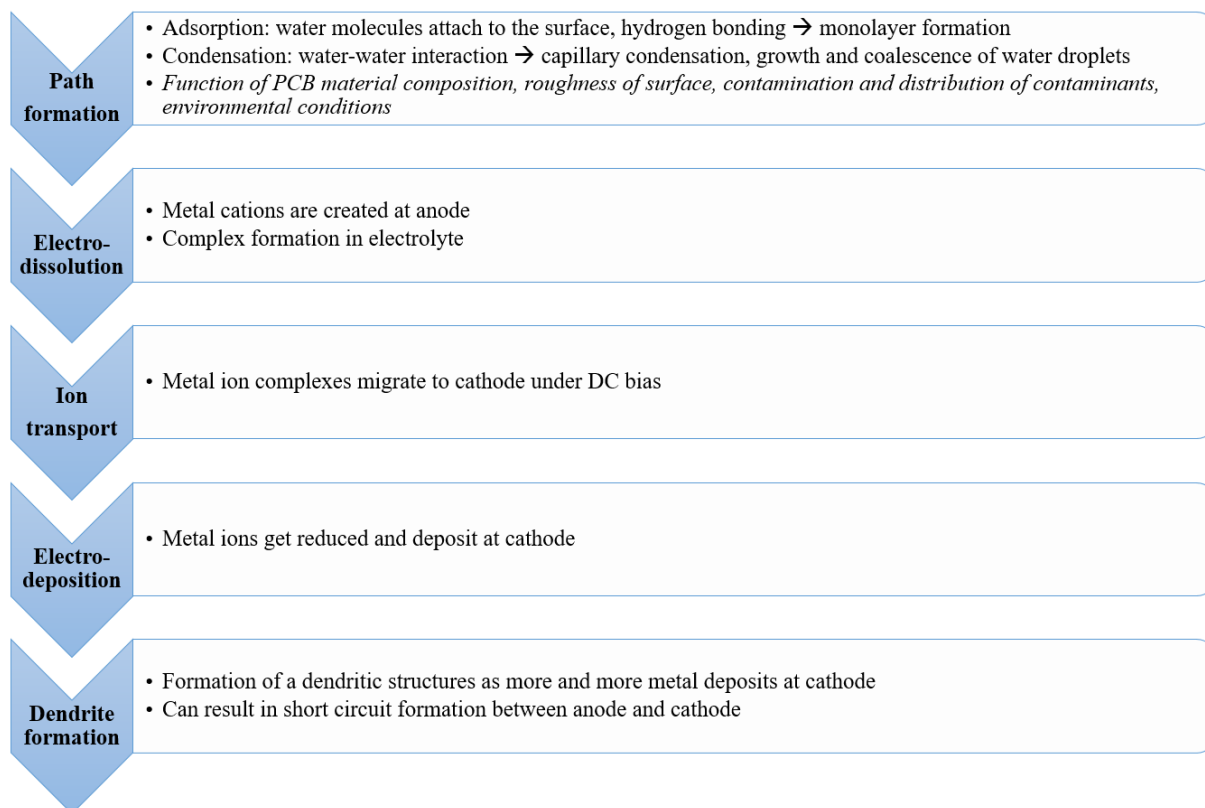 Path
formation
• Adsorption: water molecules attach to the surface, hydrogen bonding → monolayer formation
• Condensation: water-water interaction → capillary condensation, growth and coalescence of water droplets
• Function of PCB material composition, roughness of surface, contamination and distribution of contaminants,
environmental conditions
Electro-
dissolution
• Metal cations are created at anode
• Complex formation in electrolyte
Ion
transport
• Metal ion complexes migrate to cathode under DC bias
Electro-
deposition
• Metal ions get reduced and deposit at cathode
Dendrite
formation
• Formation of a dendritic structures as more and more metal deposits at cathode
• Can result in short circuit formation between anode and cathode